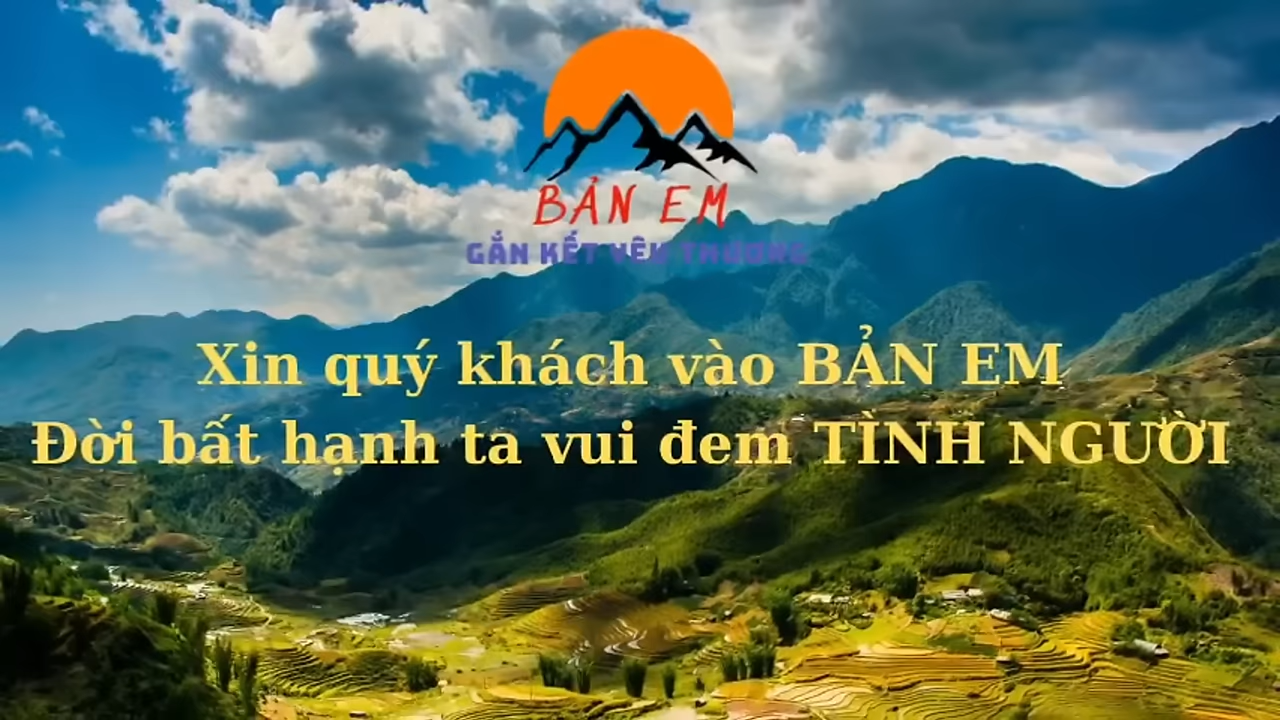 BẢN EM
GẮN KẾT YÊU THƯƠNG
Xin quý khách vào BẢN EM
Đời bất hạnh ta vui đem TÌNH NGƯỜI